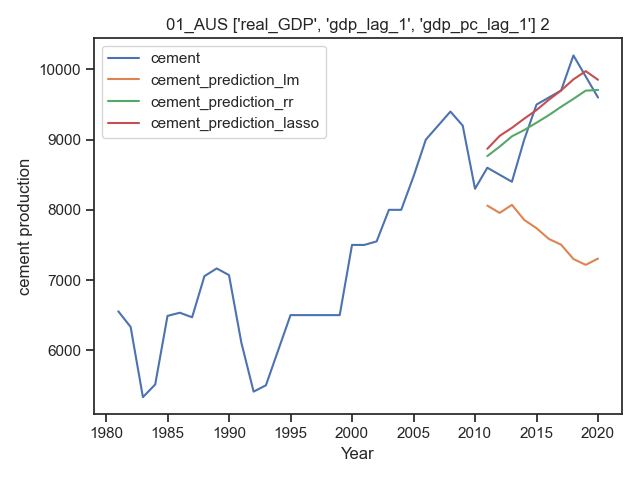 01_AUS ['real_GDP', 'gdp_lag_1', 'gdp_pc_lag_1'] 2
cement
cement_prediction_lm
cement_prediction_rr
cement_prediction_lasso
cement production
10000
9000
8000
7000
6000
1980 1985 1990 1995 2000 2005 2010 2015 2020
Year